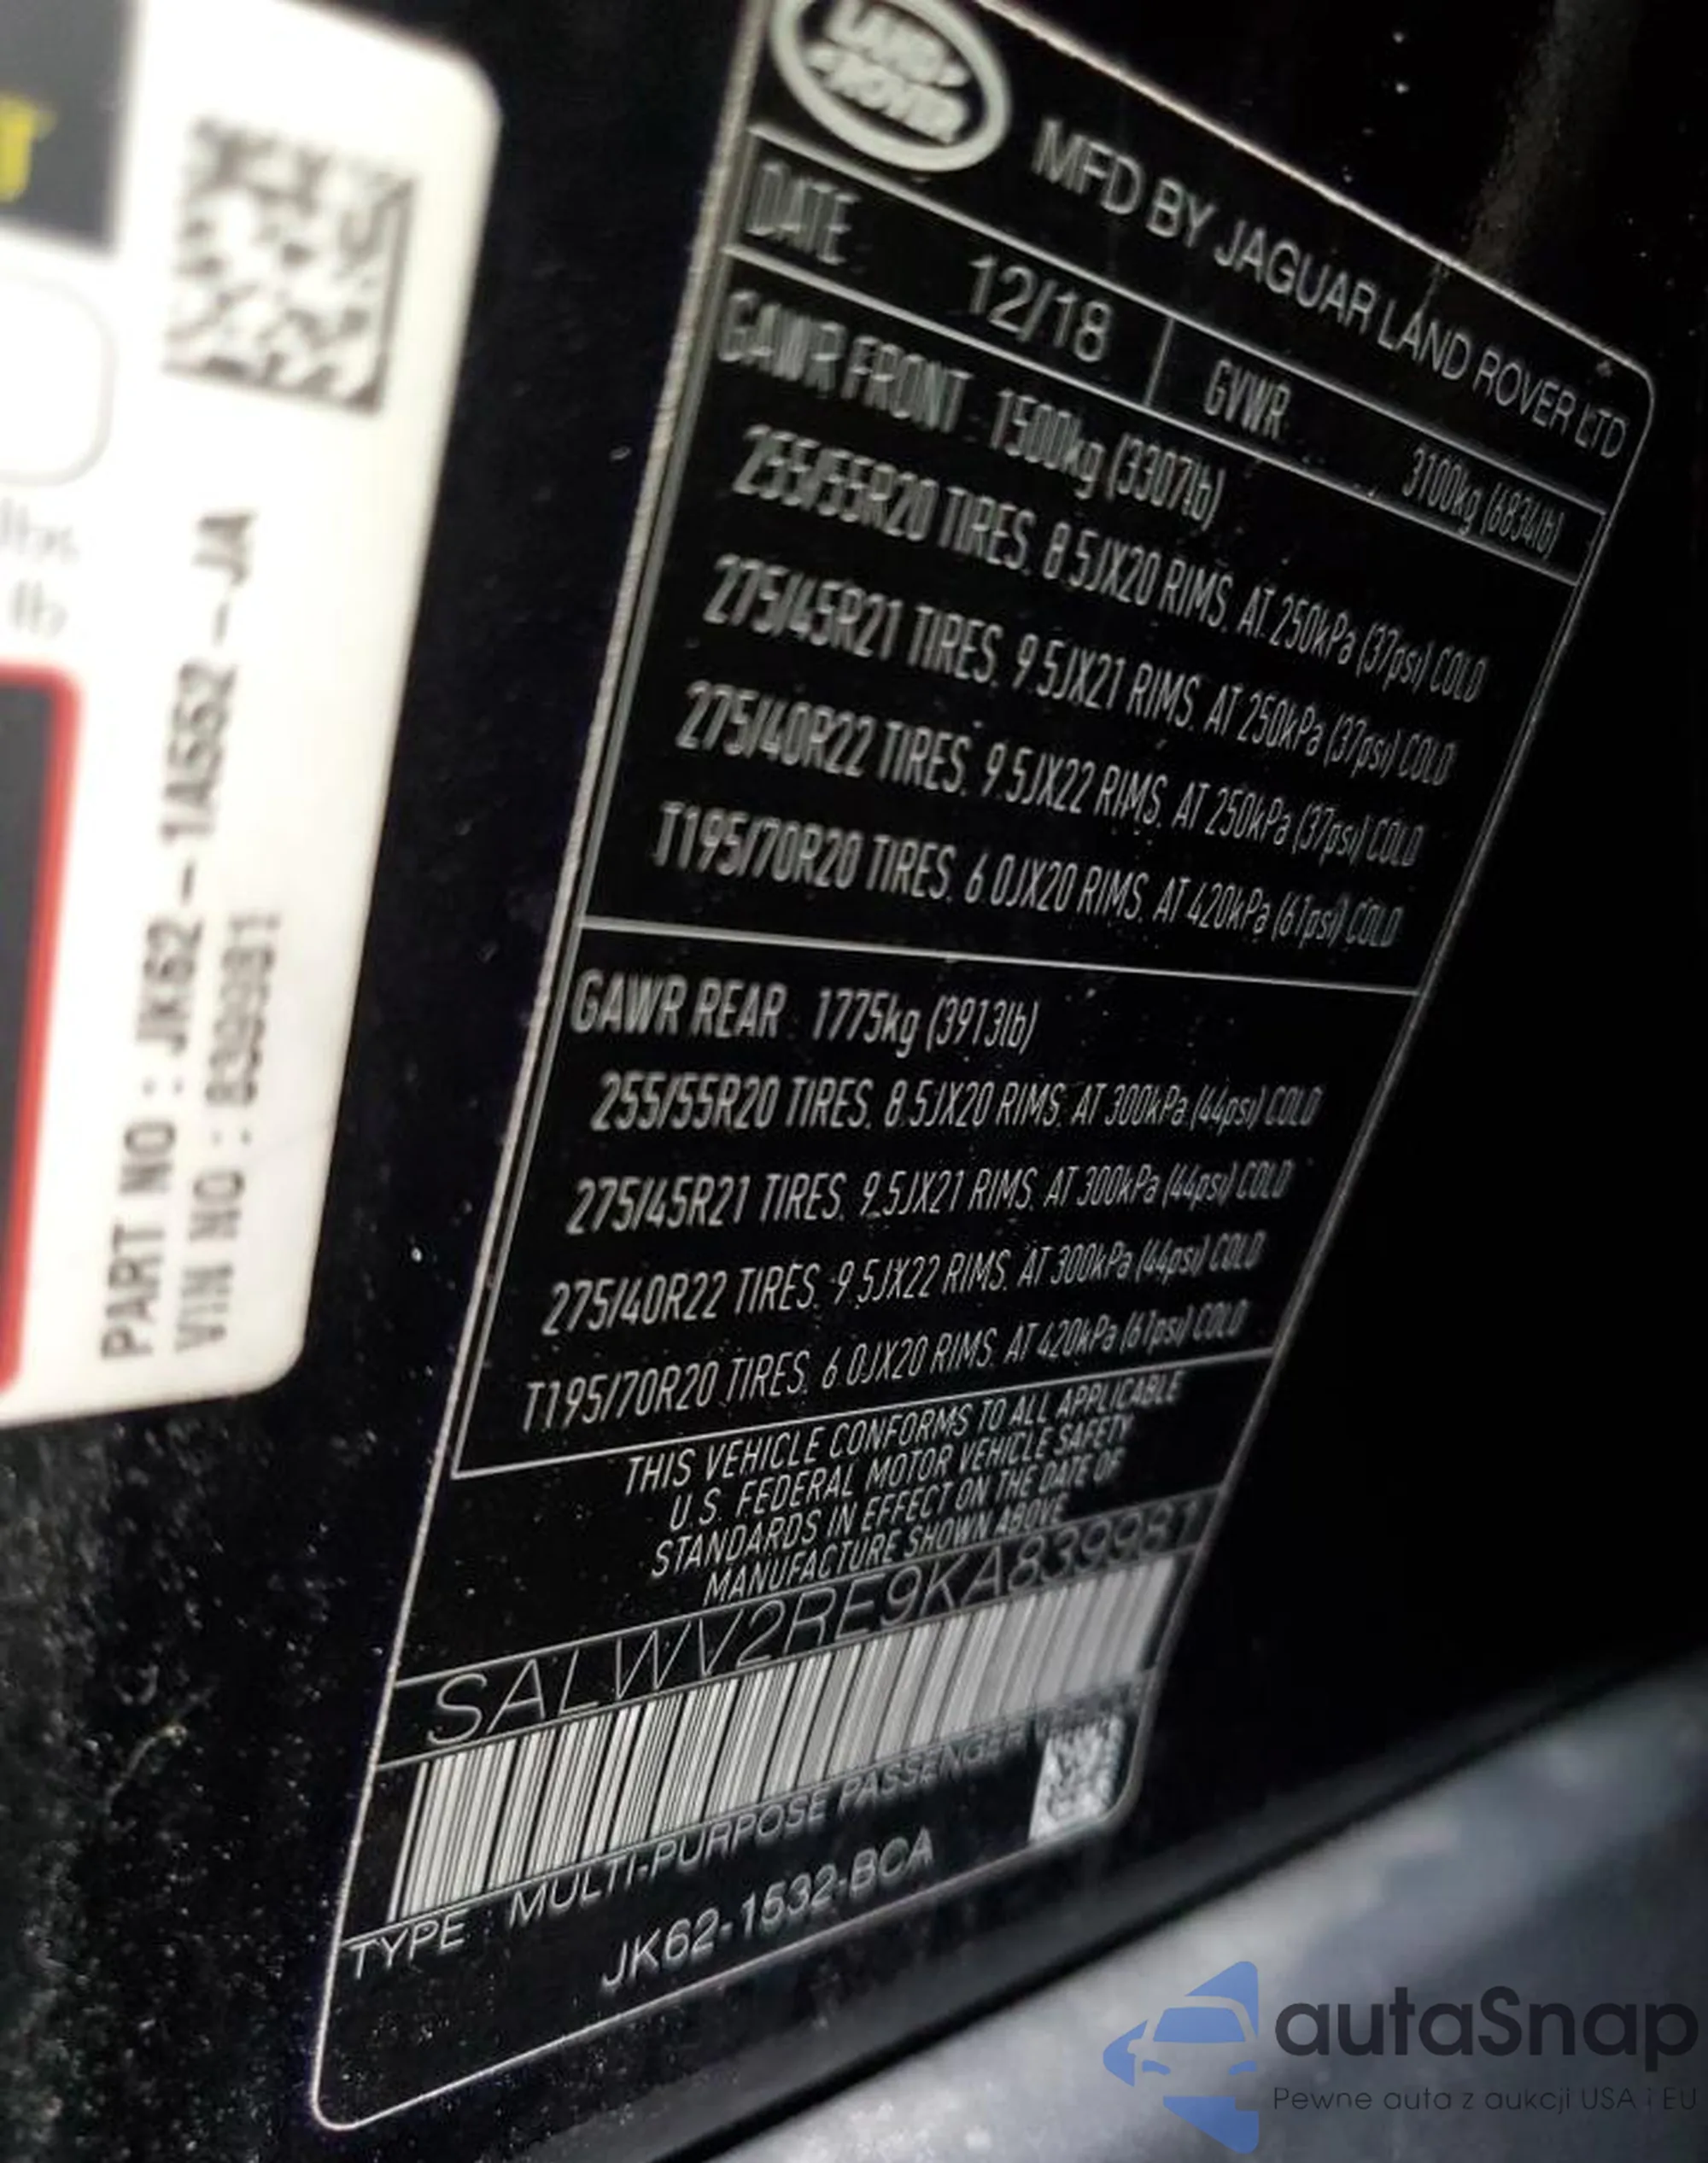 LAND
ROVER
MFD BY JAGUAR LAND ROVER LTD
DATE: 12/18 GVWR 3100kg (6834lb)
GAWR FRONT 1500kg (3307lb)
255/55R20 TIRES. 8.5JX20 RIMS. AT 250kPa (37psi) COLD
275/45R21 TIRES. 9.5JX21 RIMS. AT 250kPa (37psi) COLD
275/40R22 TIRES. 9.5JX22 RIMS. AT 250kPa (37psi) COLD
T195/70R20 TIRES. 6.0JX20 RIMS. AT 420kPa (61psi) COLD
GAWR REAR 1775kg (3913lb)
255/55R20 TIRES. 8.5JX20 RIMS. AT 300kPa (44psi) COLD
275/45R21 TIRES. 9.5JX21 RIMS. AT 300kPa (44psi) COLD
275/40R22 TIRES. 9.5JX22 RIMS. AT 300kPa (44psi) COLD
T195/70R20 TIRES. 6.0JX20 RIMS. AT 420kPa (61psi) COLD
THIS VEHICLE CONFORMS TO ALL APPLICABLE
U.S. FEDERAL MOTOR VEHICLE SAFETY
STANDARDS IN EFFECT ON THE DATE OF
MANUFACTURE SHOWN ABOVE
SALWV2RE9KA839981
TYPE : MULTI-PURPOSE PASSENGER
JK62-1532-BCA
lbs
lb
PART NO : JK62-1A552-JA
VIN NO : 839981
autaSnap
Pewne auta z aukcji USA i EU